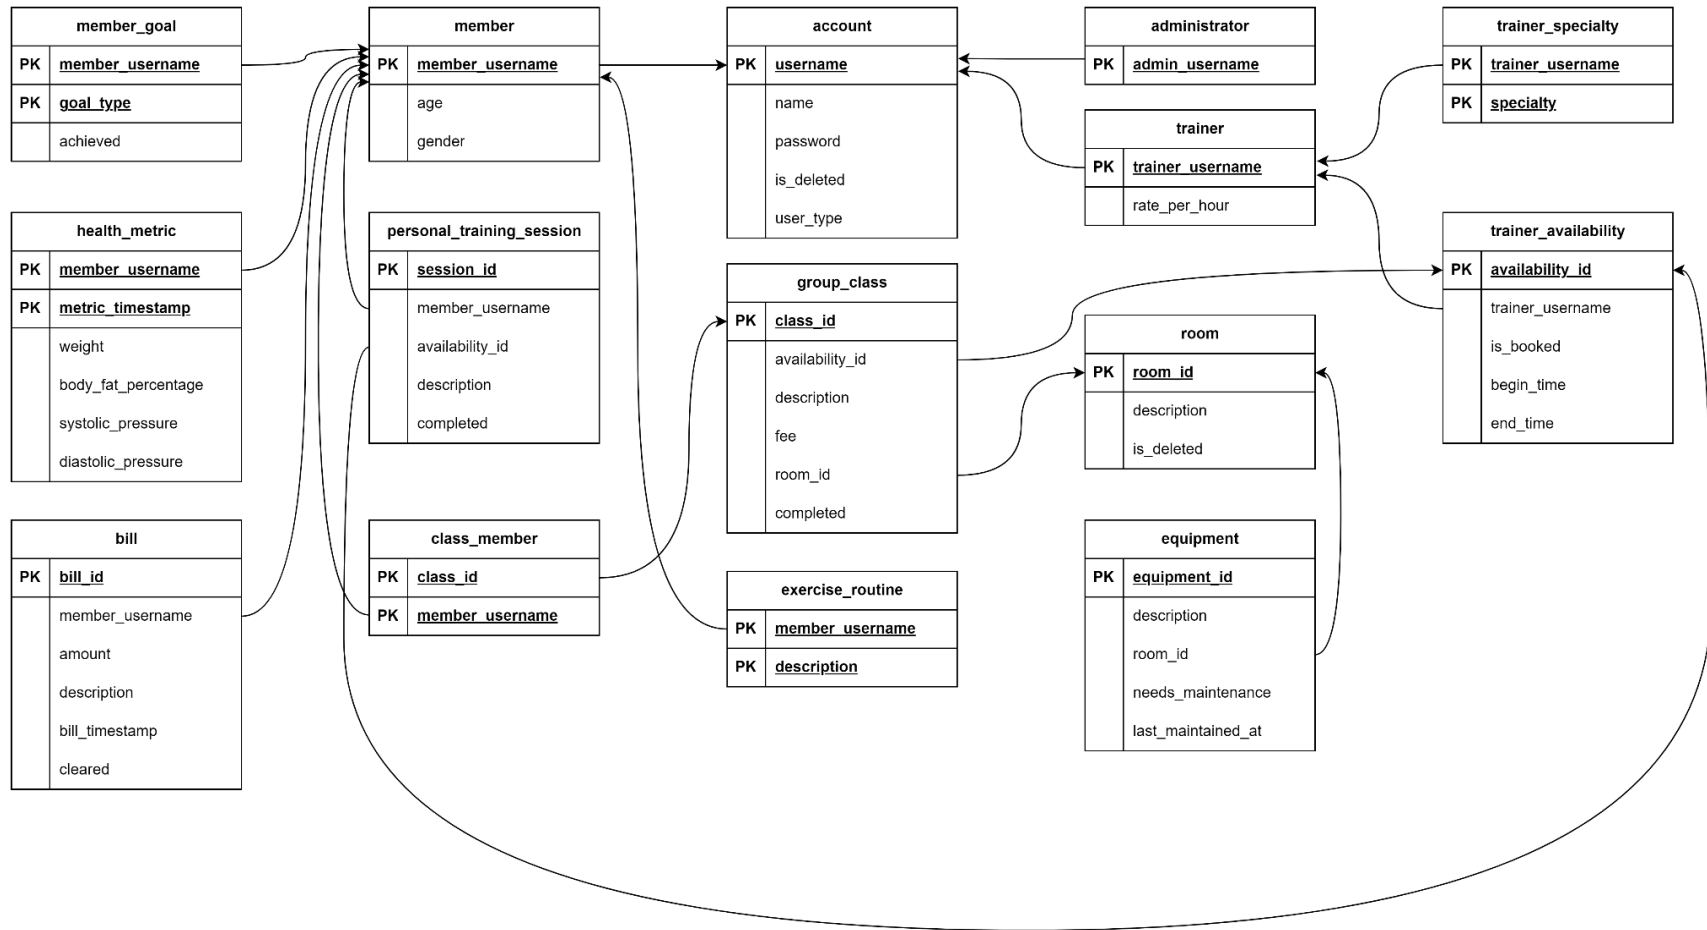 member_goal
PK member_username
PK goal_type
achieved
member
PK member_username
age
gender
account
PK username
name
password
is_deleted
user_type
administrator
PK admin_username
trainer_specialty
PK trainer_username
PK specialty
trainer
PK trainer_username
rate_per_hour
health_metric
PK member_username
PK metric_timestamp
weight
body_fat_percentage
systolic_pressure
diastolic_pressure
personal_training_session
PK session_id
member_username
availability_id
description
completed
group_class
PK class_id
availability_id
description
fee
room_id
completed
room
PK room_id
description
is_deleted
trainer_availability
PK availability_id
trainer_username
is_booked
begin_time
end_time
bill
PK bill_id
member_username
amount
description
bill_timestamp
cleared
class_member
PK class_id
PK member_username
exercise_routine
PK member_username
PK description
equipment
PK equipment_id
description
room_id
needs_maintenance
last_maintained_at